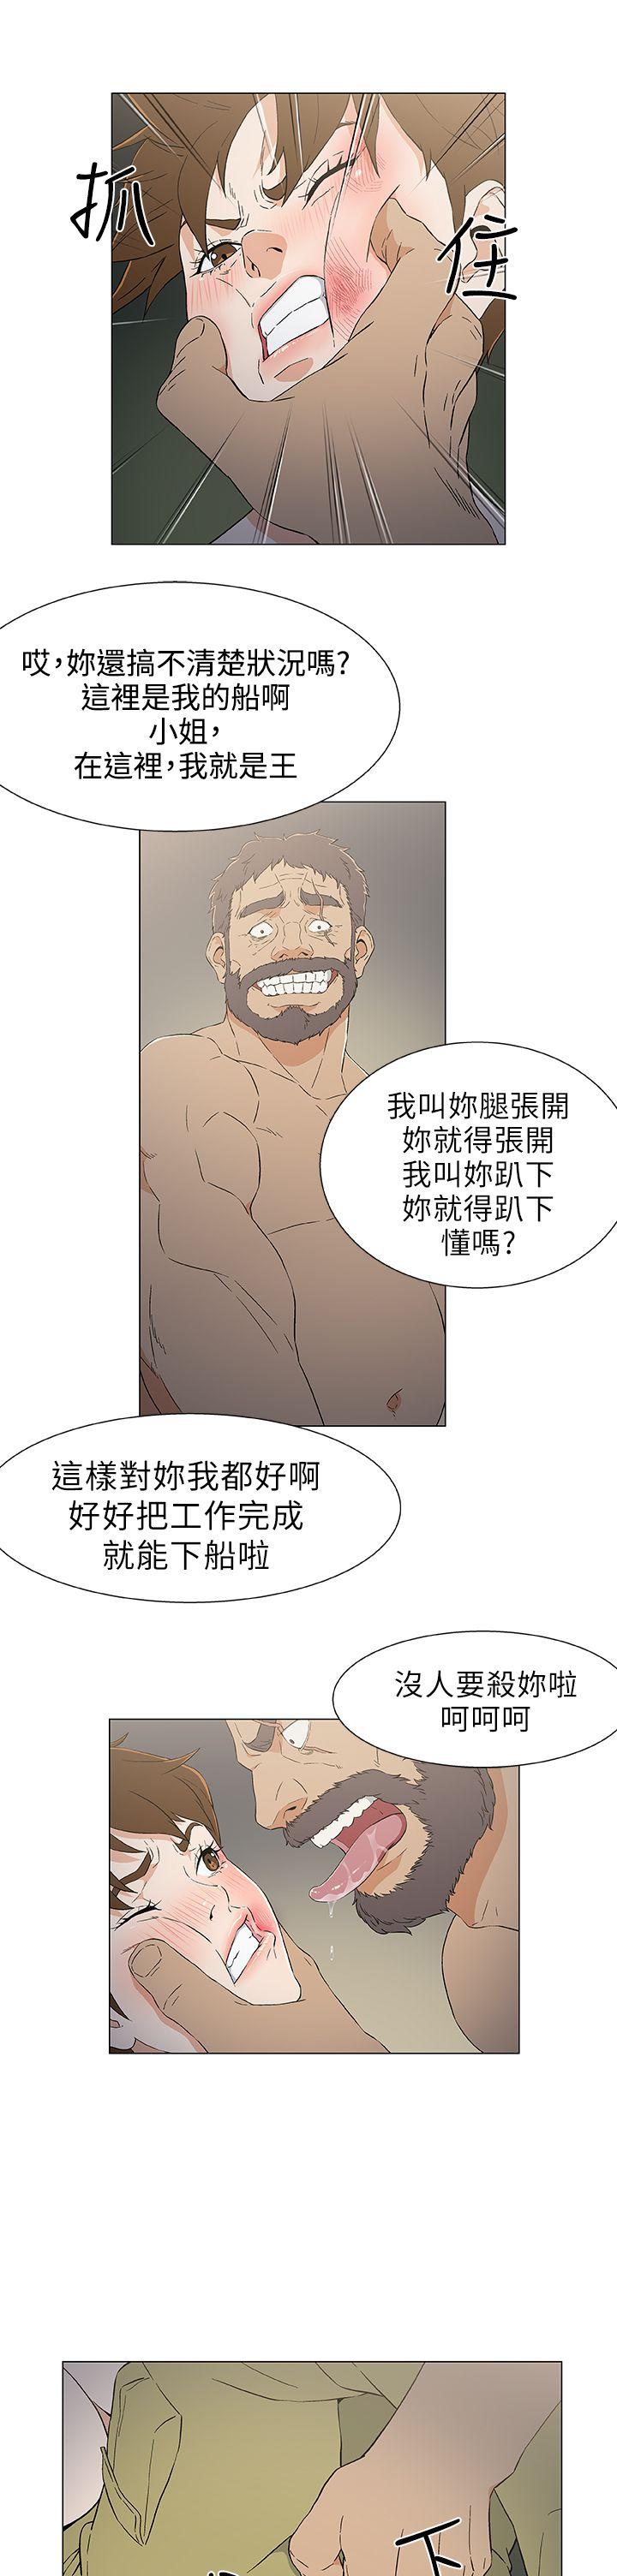 抓
住
哎,妳還搞不清楚狀況嗎?
這裡是我的船啊
小姐,
在這裡,我就是王
我叫妳腿張開
妳就得張開
我叫妳趴下
妳就得趴下
懂嗎?
這樣對妳我都好啊
好好把工作完成
就能下船啦
沒人要殺妳啦
呵呵呵
下